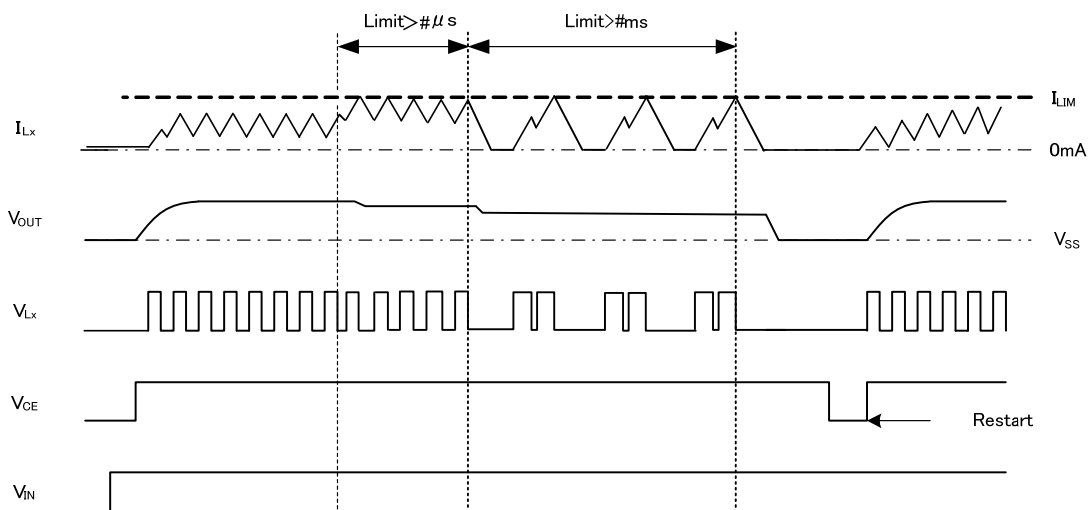 Limit>#μs
Limit>#ms
ILx
ILIM
0mA
VOUT
VSS
VLx
VCE
Restart
VIN